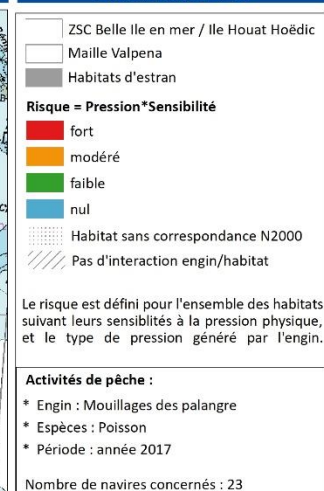 ZSC Belle Ile en mer / Ile Houat Hoëdic
Maille Valpena
Habitats d'estran
Risque = Pression*Sensibilité
fort
modéré
faible
nul
Habitat sans correspondance N2000
Pas d'interaction engin/habitat
Le risque est défini pour l'ensemble des habitats
suivant leurs sensiblités à la pression physique,
et le type de pression généré par l'engin.
Activités de pêche :
* Engin : Mouillages des palangre
* Espèces : Poisson
* Période : année 2017
Nombre de navires concernés : 23